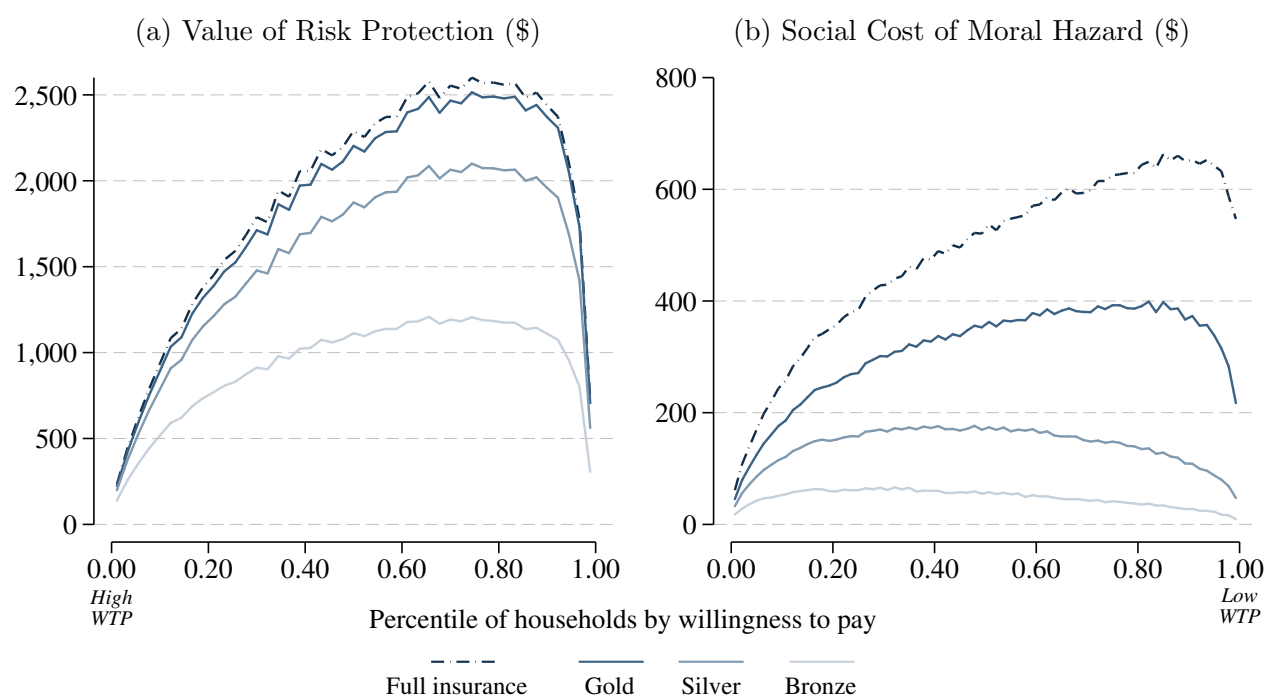 (a) Value of Risk Protection ($)
(b) Social Cost of Moral Hazard ($)
2,500
2,000
1,500
1,000
500
0
800
600
400
200
0
0.00 0.20 0.40 0.60 0.80 1.00
0.00 0.20 0.40 0.60 0.80 1.00
High
WTP
Low
WTP
Percentile of households by willingness to pay
Full insurance Gold Silver Bronze